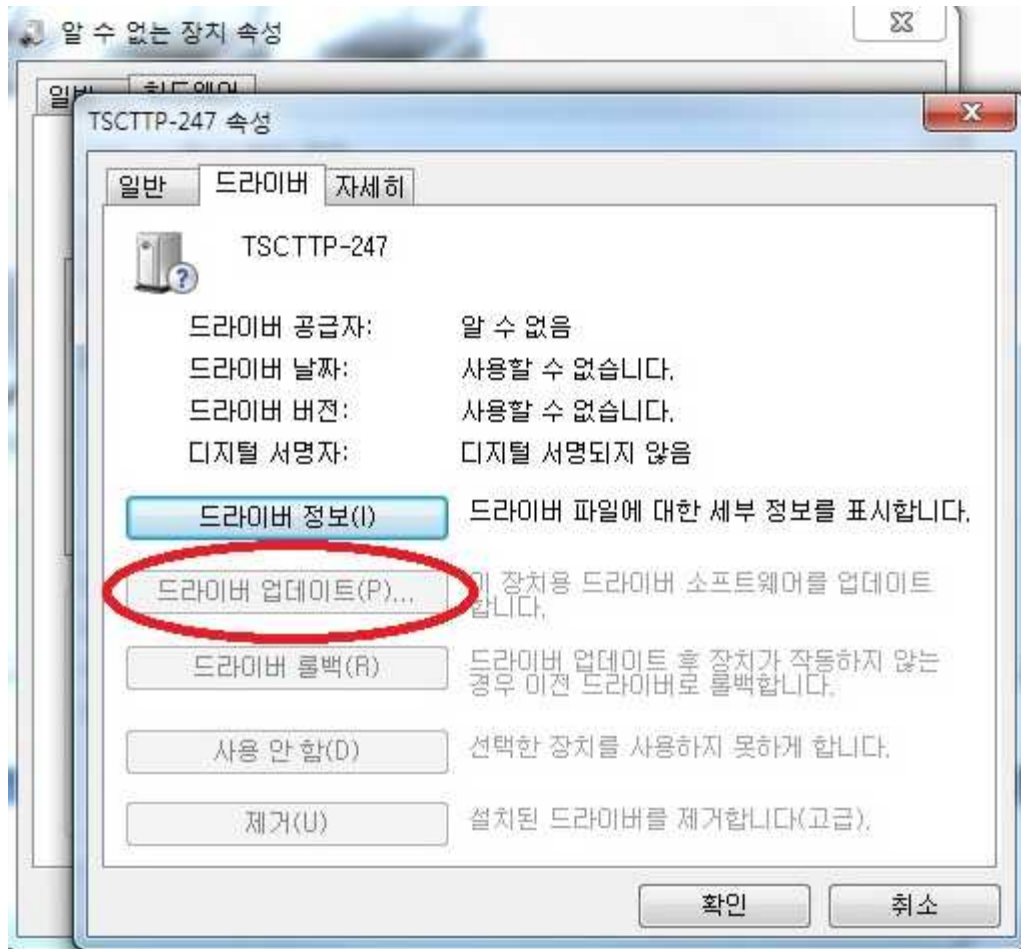 알 수 없는 장치 속성
일반 하드웨어
TSCTTP-247 속성
일반 드라이버 자세히
TSCTTP-247
드라이버 공급자: 알 수 없음
드라이버 날짜: 사용할 수 없습니다.
드라이버 버전: 사용할 수 없습니다.
디지털 서명자: 디지털 서명되지 않음
드라이버 정보(I) 드라이버 파일에 대한 세부 정보를 표시합니다.
드라이버 업데이트(P)... 이 장치용 드라이버 소프트웨어를 업데이트
합니다.
드라이버 롤백(R) 드라이버 업데이트 후 장치가 작동하지 않는
경우 이전 드라이버로 롤백합니다.
사용 안 함(D) 선택한 장치를 사용하지 못하게 합니다.
제거(U) 설치된 드라이버를 제거합니다(고급).
확인 취소